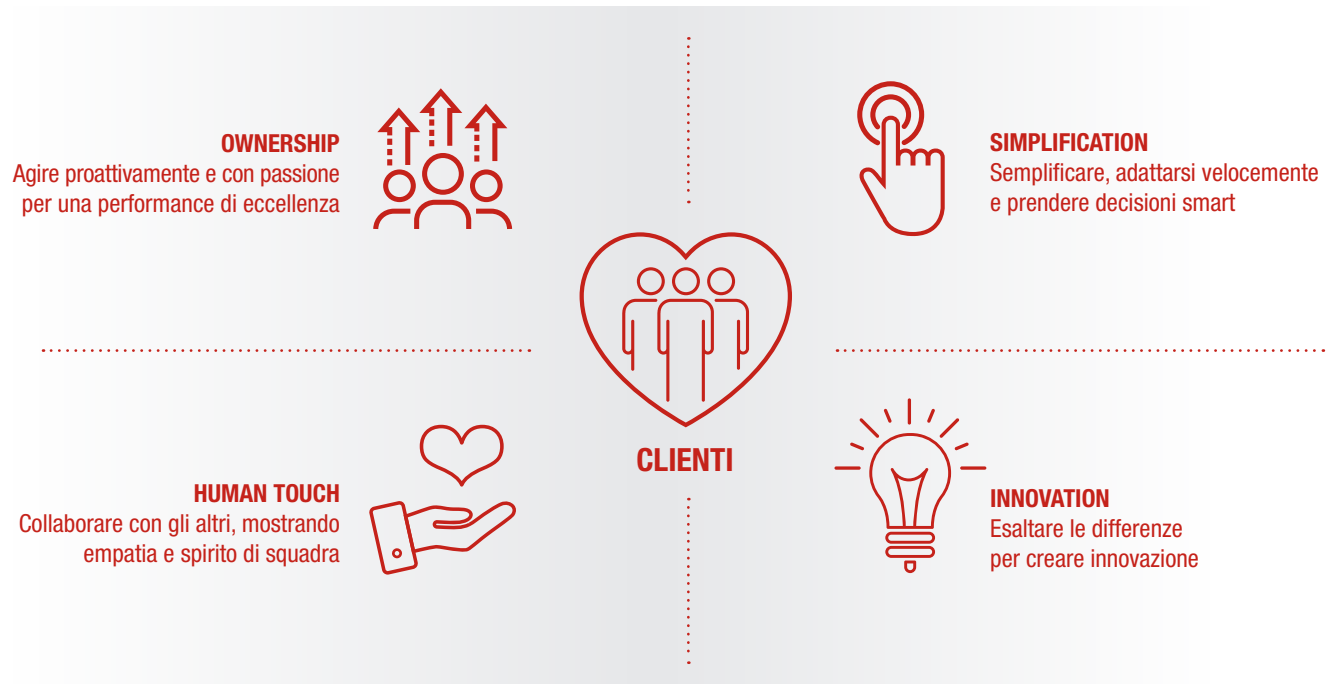 OWNERSHIP
Agire proattivamente e con passione
per una performance di eccellenza
SIMPLIFICATION
Semplificare, adattarsi velocemente
e prendere decisioni smart
CLIENTI
HUMAN TOUCH
Collaborare con gli altri, mostrando
empatia e spirito di squadra
INNOVATION
Esaltare le differenze
per creare innovazione